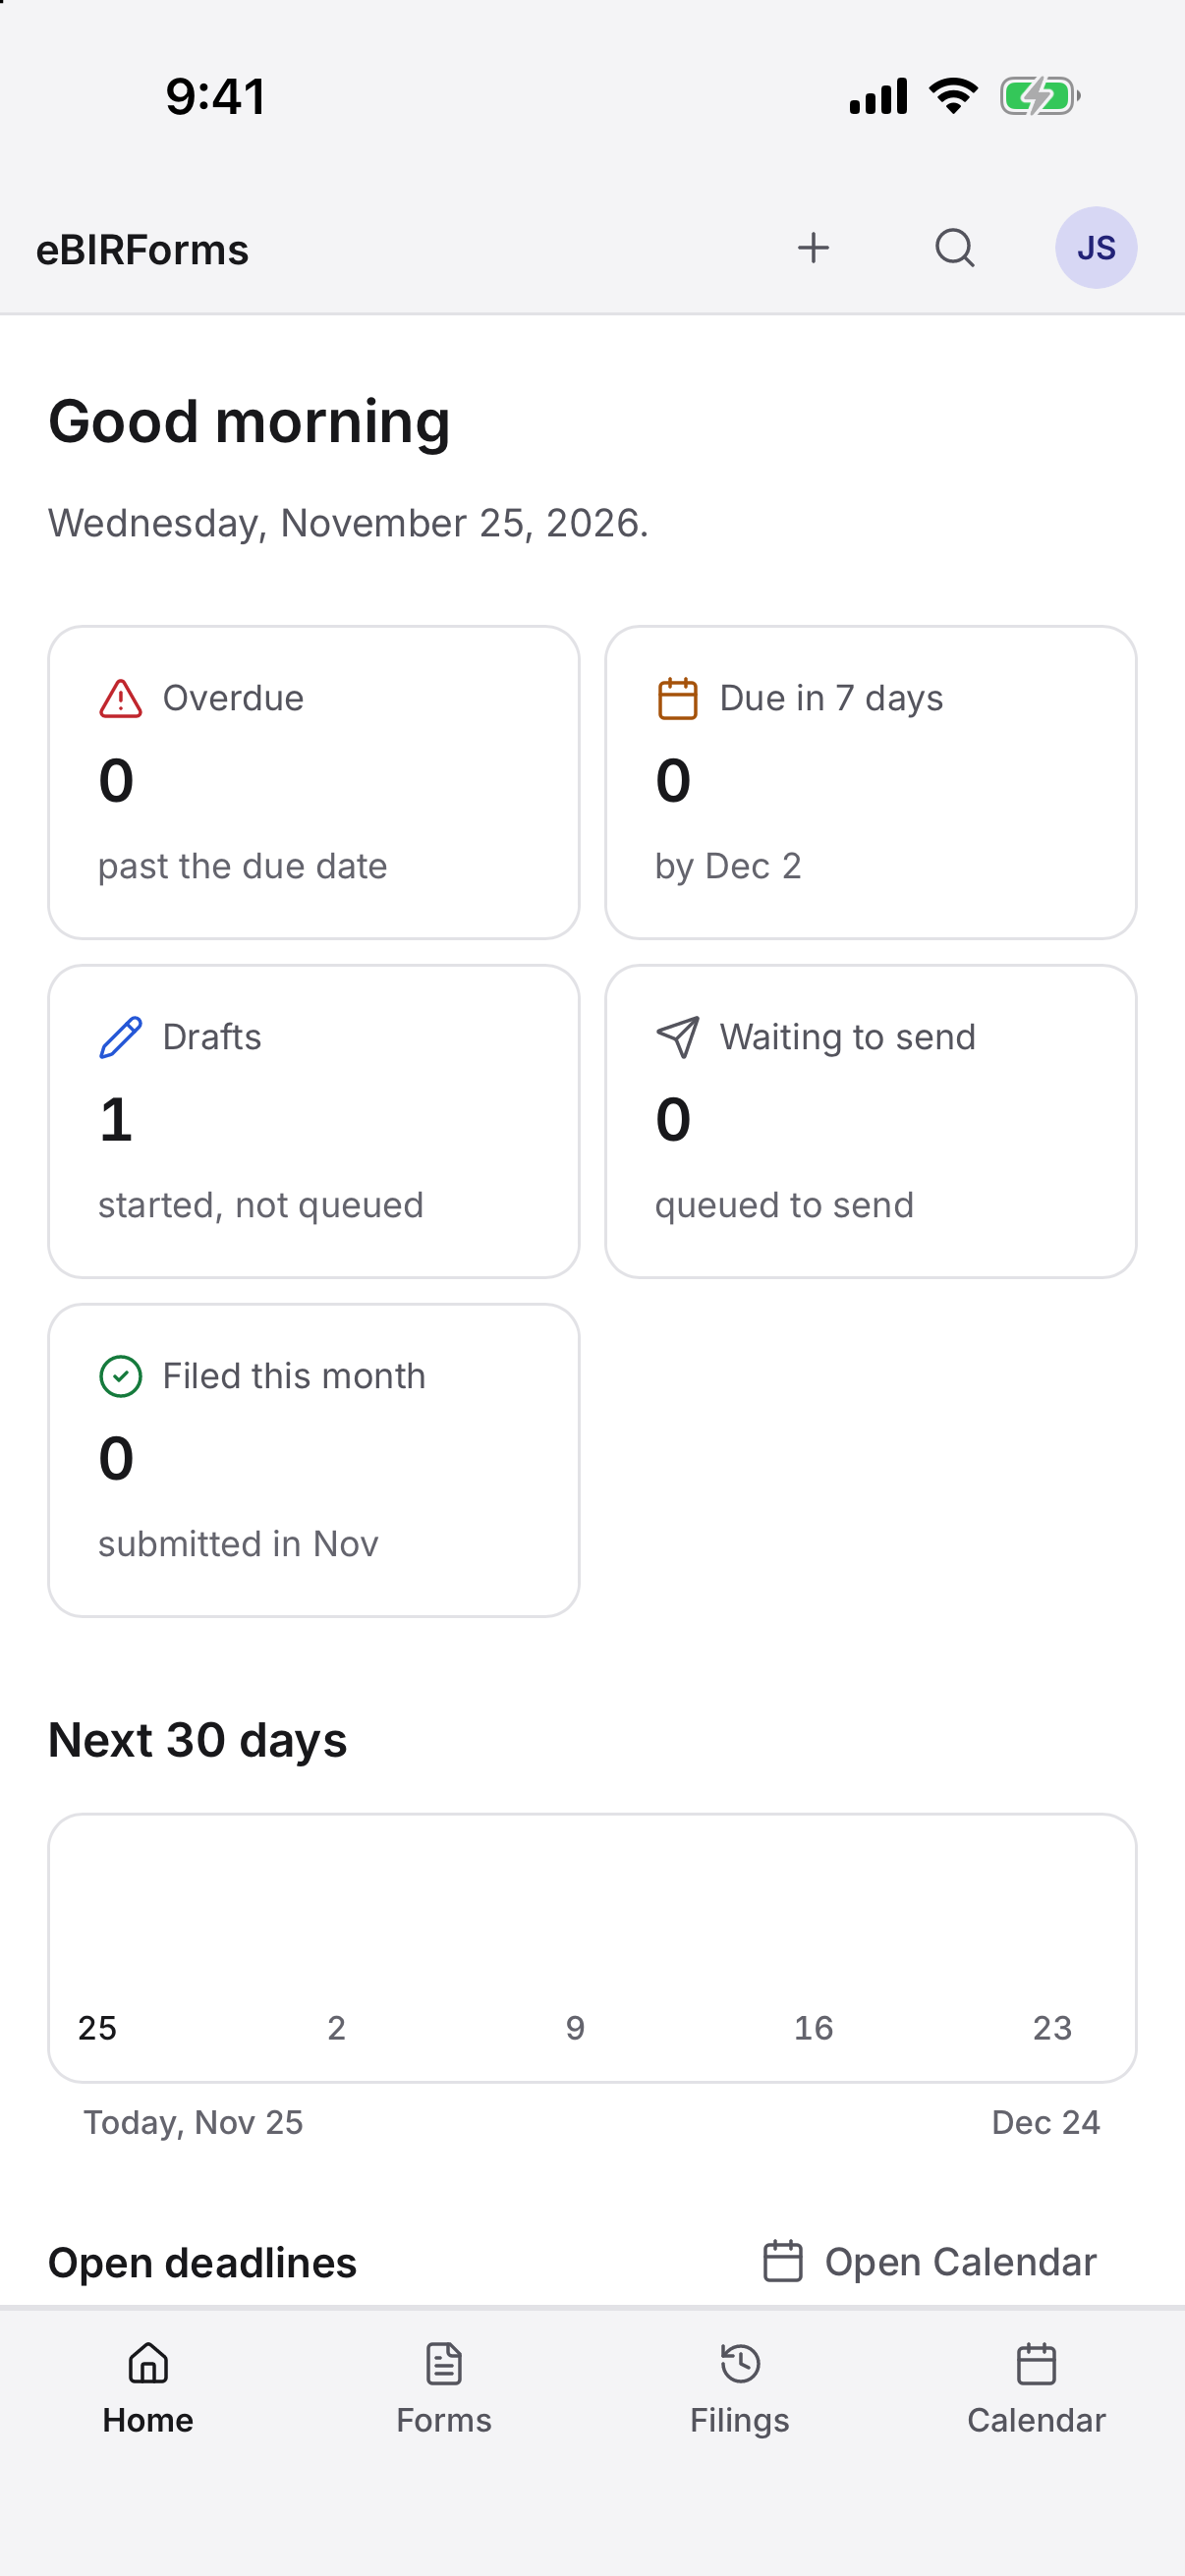 9:41
eBIRForms
JS
Good morning
Wednesday, November 25, 2026.
Overdue
0
past the due date
Due in 7 days
0
by Dec 2
Drafts
1
started, not queued
Waiting to send
0
queued to send
Filed this month
0
submitted in Nov
Next 30 days
25 2 9 16 23
Today, Nov 25 Dec 24
Open deadlines Open Calendar
Home Forms Filings Calendar